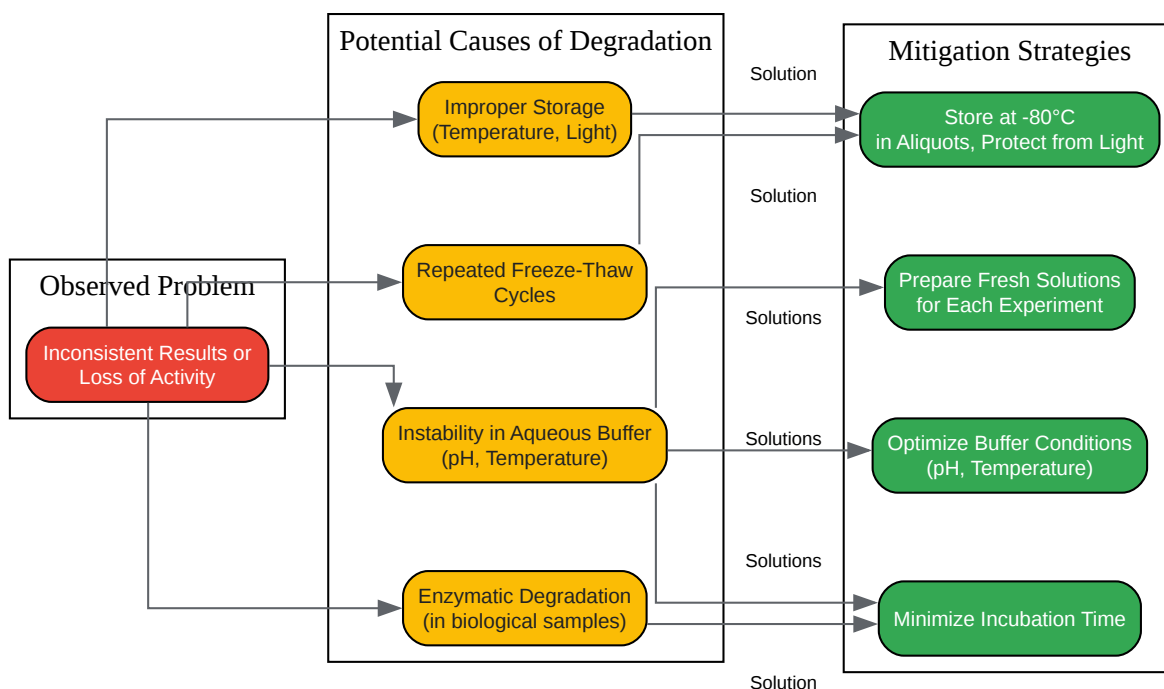 Potential Causes of Degradation
Mitigation Strategies
Observed Problem
Inconsistent Results or
Loss of Activity
Improper Storage
(Temperature, Light)
Repeated Freeze-Thaw
Cycles
Instability in Aqueous Buffer
(pH, Temperature)
Enzymatic Degradation
(in biological samples)
Solution
Solution
Solutions
Solutions
Solutions
Solution
Store at -80°C
in Aliquots, Protect from Light
Prepare Fresh Solutions
for Each Experiment
Optimize Buffer Conditions
(pH, Temperature)
Minimize Incubation Time